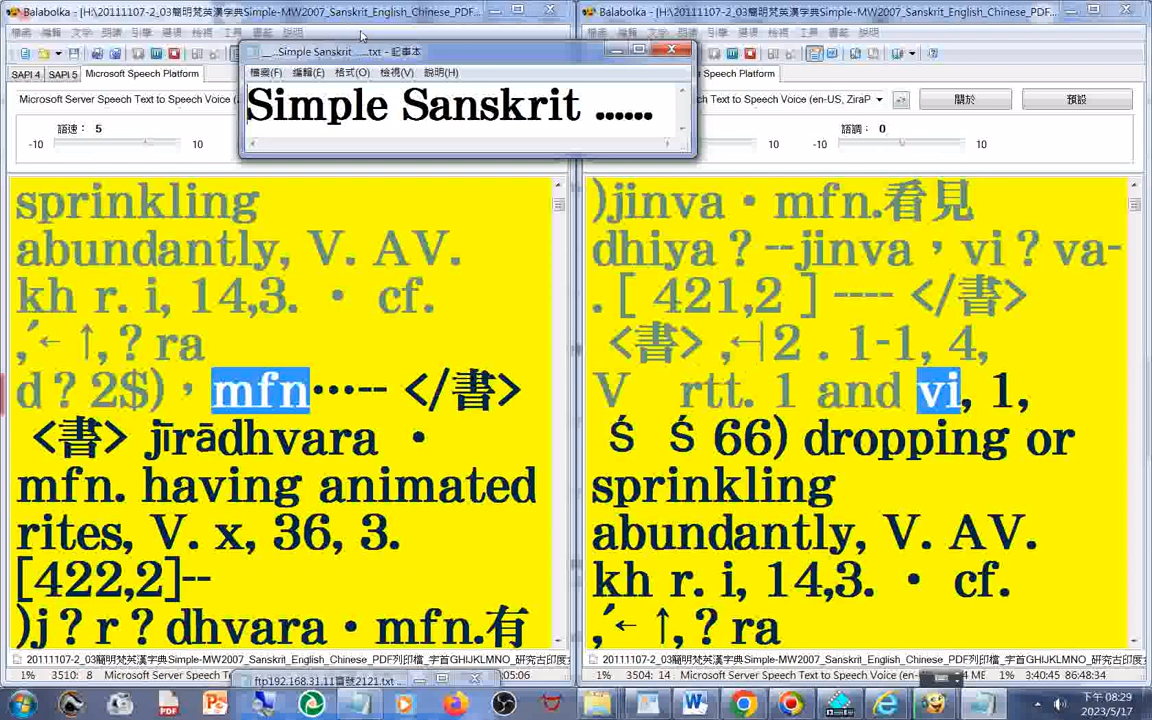 Balabolka - [H:\20111107-2_03簡明梵英漢字典Simple-MW2007_Sanskrit_English_Chinese_PDF...
Balabolka - [H:\20111107-2_03簡明梵英漢字典Simple-MW2007_Sanskrit_English_Chinese_PDF列...
Simple Sanskrit ......txt - 記事本
檔案(F) 編輯(E) 格式(O) 檢視(V) 說明(H)
Simple Sanskrit ......
SAPI 4 SAPI 5 Microsoft Speech Platform
Speech Platform
Microsoft Server Speech Text to Speech Voice
Text to Speech Voice (en-US, ZiraP
關於
預設
語速： 5
-10 10
10
語調： 0
-10 10
sprinkling
abundantly, V. AV.
kh r. i, 14,3. • cf.
,´← ↑,? ra
d ? 2$)，mfn…-- </書>
<書> jīrādhvara •
mfn. having animated
rites, V. x, 36, 3.
[422,2]--
)j ? r ? dhvara • mfn.有
)jinva • mfn.看見
dhiya ? --jinva，vi ? va-
. [ 421,2 ] ---- </書>
<書> ,←┤2 . 1-1, 4,
V rtt. 1 and vi, 1,
Ś Ś 66) dropping or
sprinkling
abundantly, V. AV.
kh r. i, 14,3. • cf.
,´← ↑,? ra
20111107-2_03簡明梵英漢字典Simple-MW2007_Sanskrit_English_Chinese_PDF列印檔_字首GHIJKLMNO_研究古印度
20111107-2_03簡明梵英漢字典Simple-MW2007_Sanskrit_English_Chinese_PDF列印檔_字首GHIJKLMNO_研究古印度
1% 3510: 8 Microsoft Server Speech
:05:06
1% 3504: 14 Microsoft Server Speech Text to Speech Voice (en-
1% 3:40:45 86:48:34
下午 08:29
2023/5/17